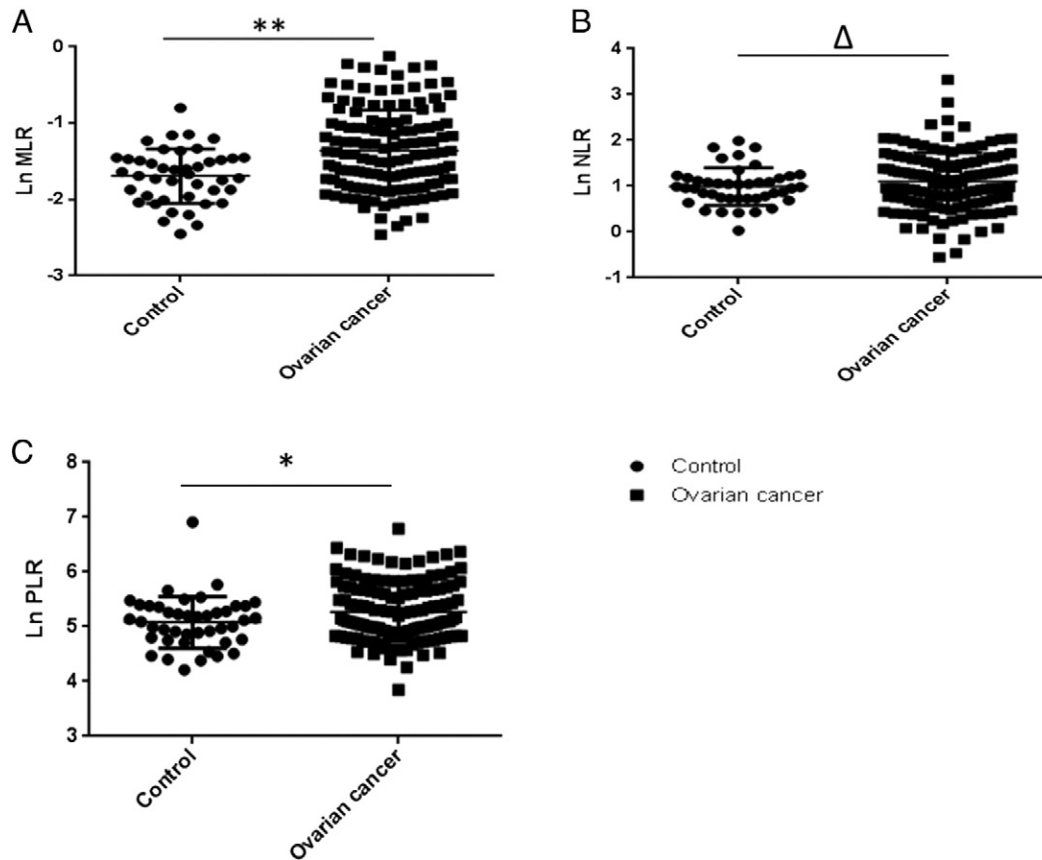 A
**
Ln MLR
0
-1
-2
-3
Control
Ovarian cancer
B
Δ
Ln NLR
4
3
2
1
0
-1
Control
Ovarian cancer
C
*
Ln PLR
8
7
6
5
4
3
Control
Ovarian cancer
Control
Ovarian cancer